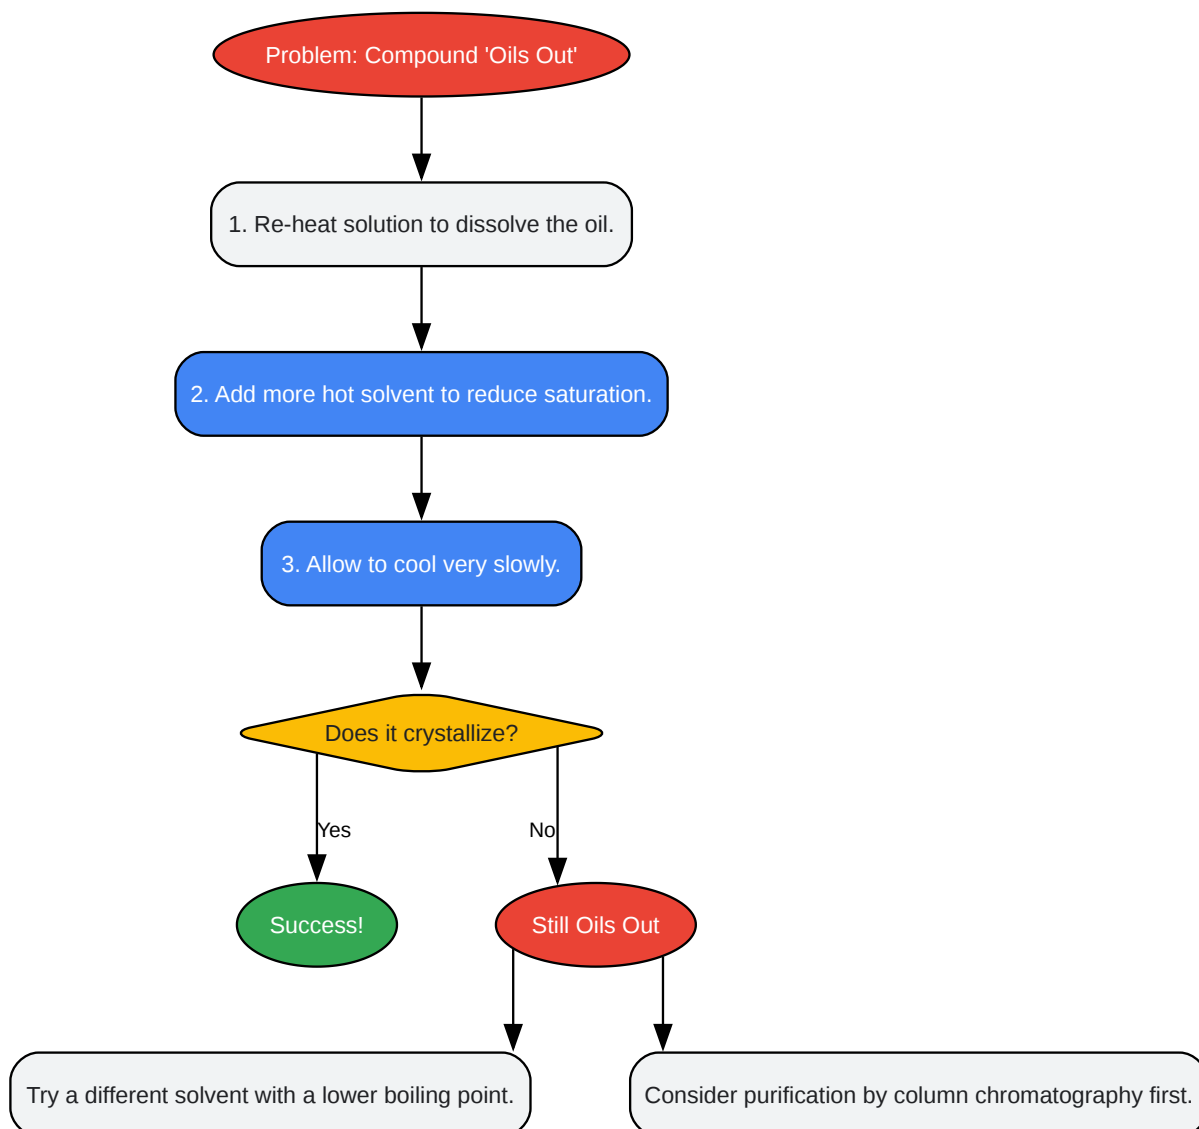 Problem: Compound 'Oils Out'
1. Re-heat solution to dissolve the oil.
2. Add more hot solvent to reduce saturation.
3. Allow to cool very slowly.
Does it crystallize?
Yes
No
Success!
Still Oils Out
Try a different solvent with a lower boiling point.
Consider purification by column chromatography first.